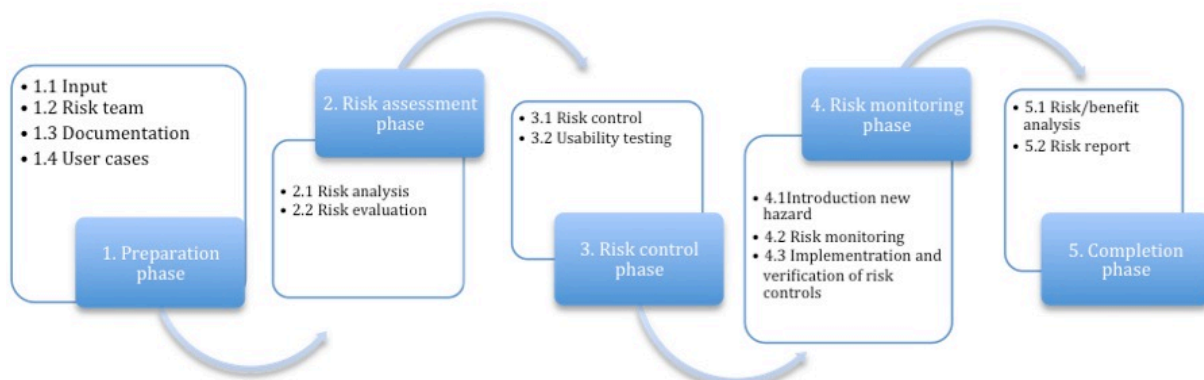 • 1.1 Input
• 1.2 Risk team
• 1.3 Documentation
• 1.4 User cases
1. Preparation
phase
2. Risk assessment
phase
• 2.1 Risk analysis
• 2.2 Risk evaluation
• 3.1 Risk control
• 3.2 Usability testing
3. Risk control
phase
4. Risk monitoring
phase
• 4.1Introduction new
hazard
• 4.2 Risk monitoring
• 4.3 Implementration and
verification of risk
controls
• 5.1 Risk/benefit
analysis
• 5.2 Risk report
5. Completion
phase